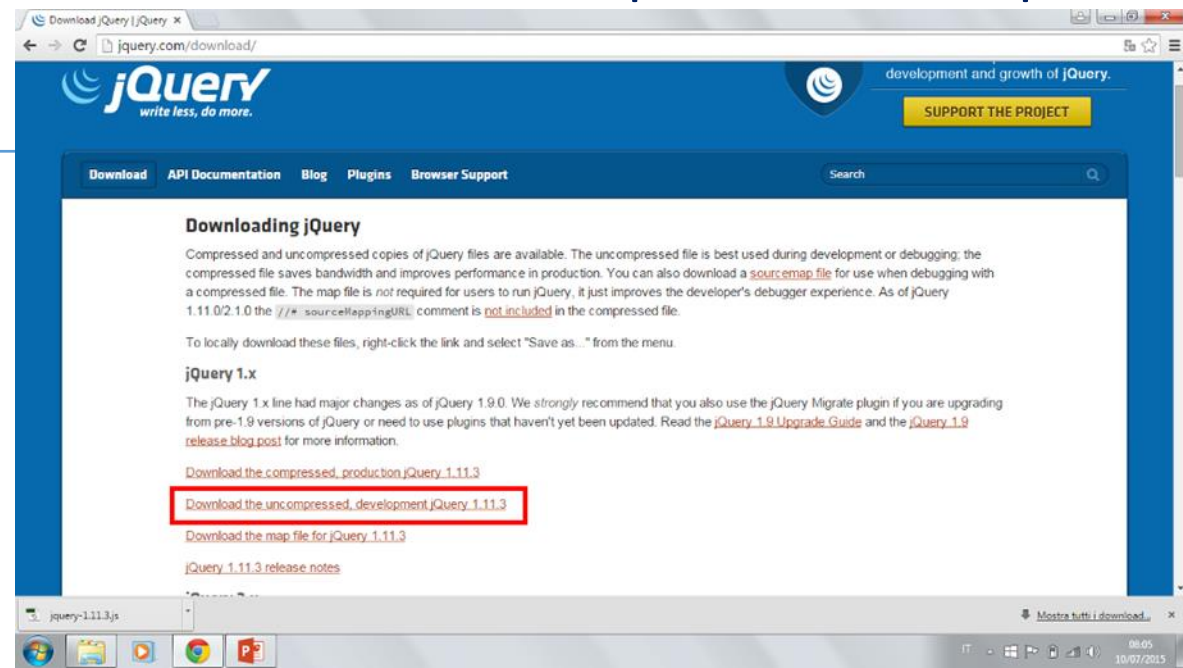 Download jQuery | jQuery
jquery.com/download/
jQuery
write less, do more.
development and growth of jQuery.
SUPPORT THE PROJECT
Download API Documentation Blog Plugins Browser Support Search
Downloading jQuery
Compressed and uncompressed copies of jQuery files are available. The uncompressed file is best used during development or debugging; the
compressed file saves bandwidth and improves performance in production. You can also download a sourcemap file for use when debugging with
a compressed file. The map file is not required for users to run jQuery, it just improves the developer's debugger experience. As of jQuery
1.11.0/2.1.0 the //# sourceMappingURL comment is not included in the compressed file.
To locally download these files, right-click the link and select "Save as..." from the menu.
jQuery 1.x
The jQuery 1.x line had major changes as of jQuery 1.9.0. We strongly recommend that you also use the jQuery Migrate plugin if you are upgrading
from pre-1.9 versions of jQuery or need to use plugins that haven't yet been updated. Read the jQuery 1.9 Upgrade Guide and the jQuery 1.9
release blog post for more information.
Download the compressed, production jQuery 1.11.3
Download the uncompressed, development jQuery 1.11.3
Download the map file for jQuery 1.11.3
jQuery 1.11.3 release notes
jquery-1.11.3.js
Mostra tutti i download...
IT
08:05
10/07/2015